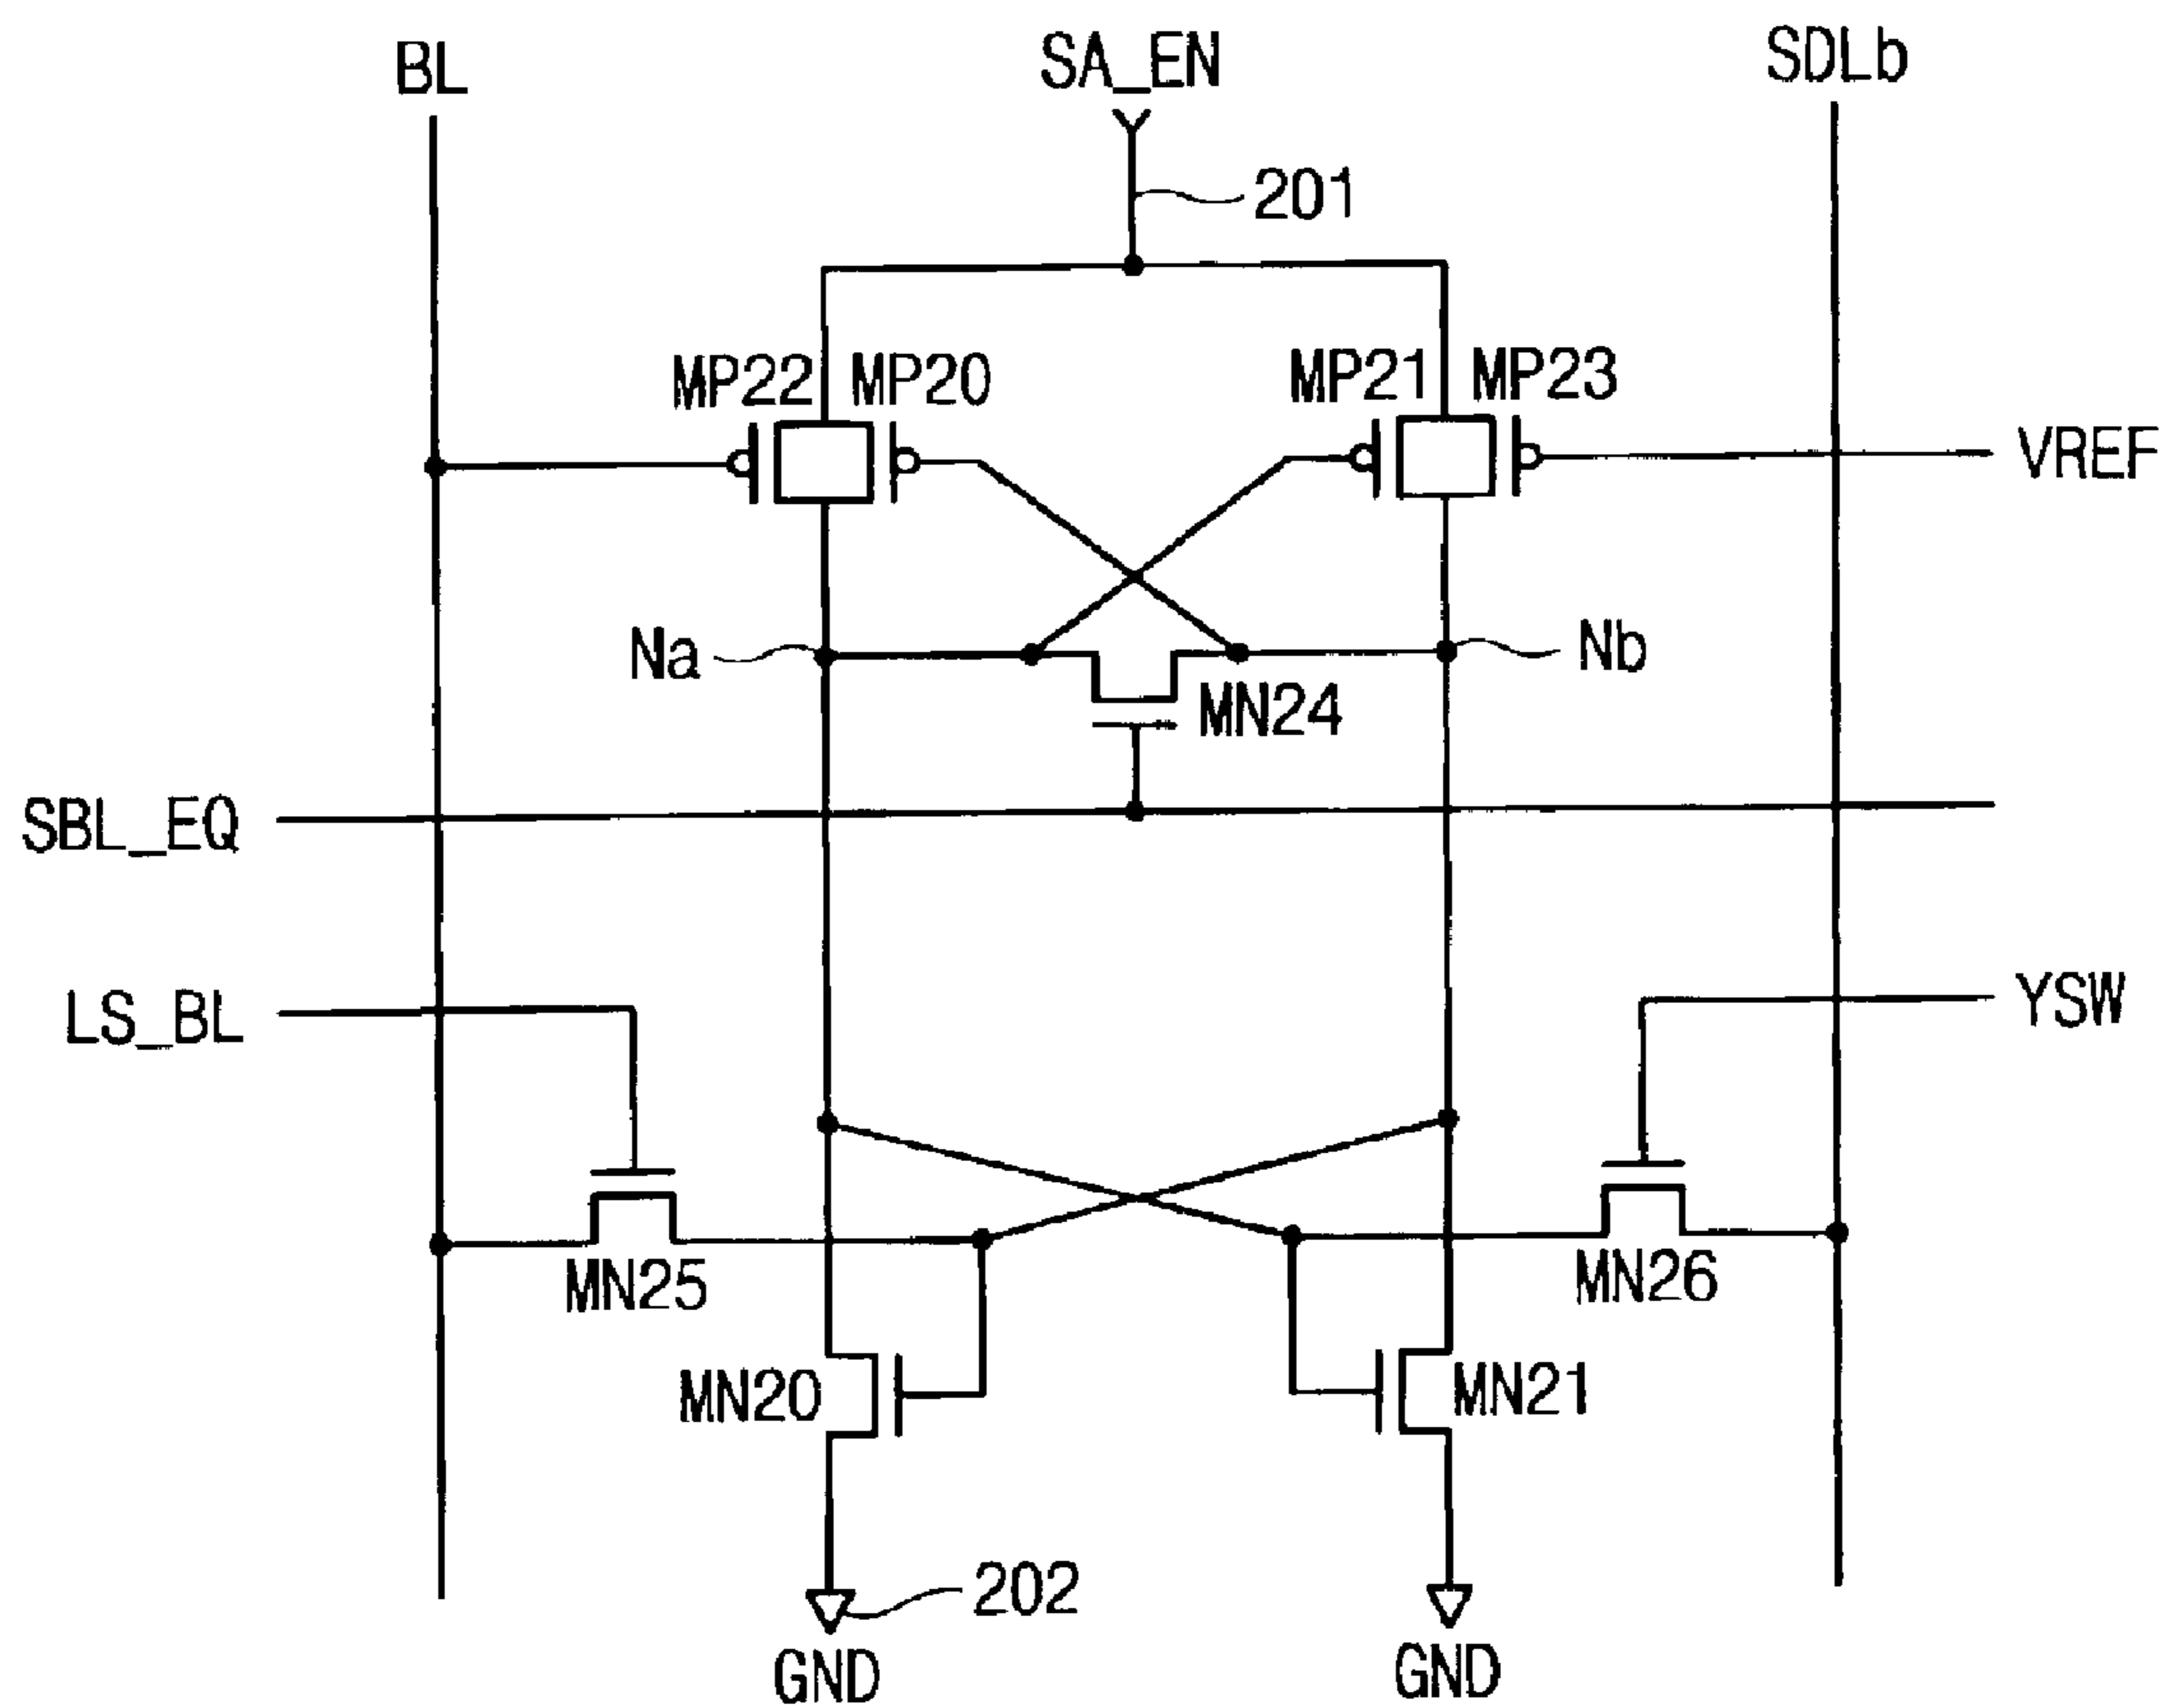 BL
SA_EN
SDLb
201
MP22
MP20
MP21
MP23
VREF
Na
Nb
MN24
SBL_EQ
LS_BL
YSW
MN25
MN26
MN20
MN21
202
GND
GND